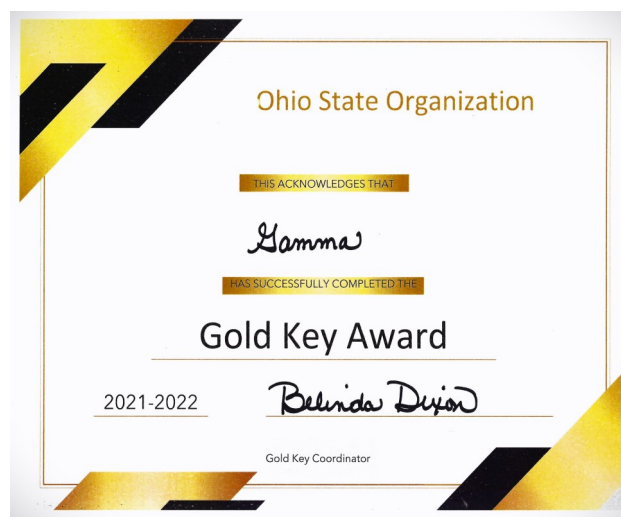 Ohio State Organization
THIS ACKNOWLEDGES THAT
Gamma
HAS SUCCESSFULLY COMPLETED THE
Gold Key Award
2021-2022 Belinda Dixon
Gold Key Coordinator